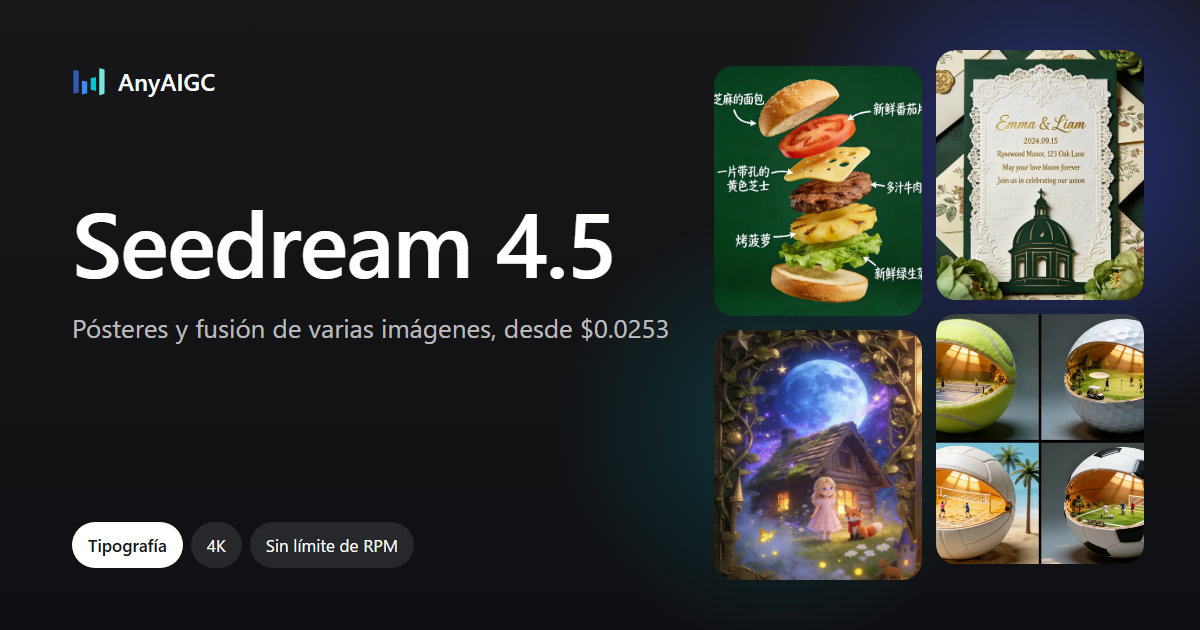 AnyAIGC
Seedream 4.5
Pósteres y fusión de varias imágenes, desde $0.0253
Tipografía
4K
Sin límite de RPM
芝麻的面包
新鲜番茄片
一片带孔的
黄色芝士
多汁牛肉
烤菠萝
新鲜绿生菜
Emma & Liam
2024.09.15
Rosewood Manor, 123 Oak Lane
May your love bloom forever
Join us in celebrating our union